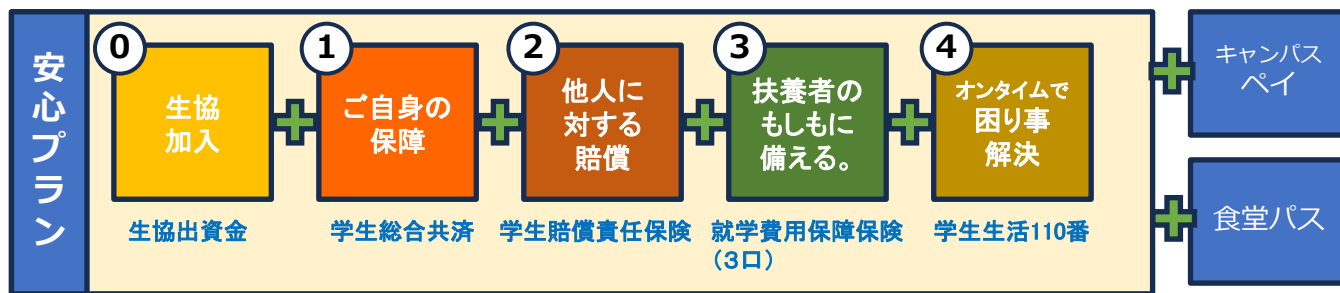 安心プラン
0
生協
加入
生協出資金
1
ご自身の
保障
学生総合共済
2
他人に
対する
賠償
学生賠償責任保険
3
扶養者の
もしもに
備える。
就学費用保障保険
（３口）
4
オンタイムで
困り事
解決
学生生活110番
キャンパス
ペイ
食堂パス